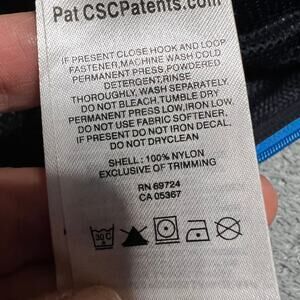 Pat CSCPatents.com
IF PRESENT CLOSE HOOK AND LOOP
FASTENER, MACHINE WASH COLD
PERMANENT PRESS, POWDERED
DETERGENT, RINSE
THOROUGHLY, WASH SEPARATELY
DO NOT BLEACH, TUMBLE DRY
PERMANENT PRESS LOW, IRON LOW,
DO NOT USE FABRIC SOFTENER,
IF PRESENT DO NOT IRON DECAL.
DO NOT DRYCLEAN
SHELL : 100% NYLON
EXCLUSIVE OF TRIMMING
RN 69724
CA 05367
30 C